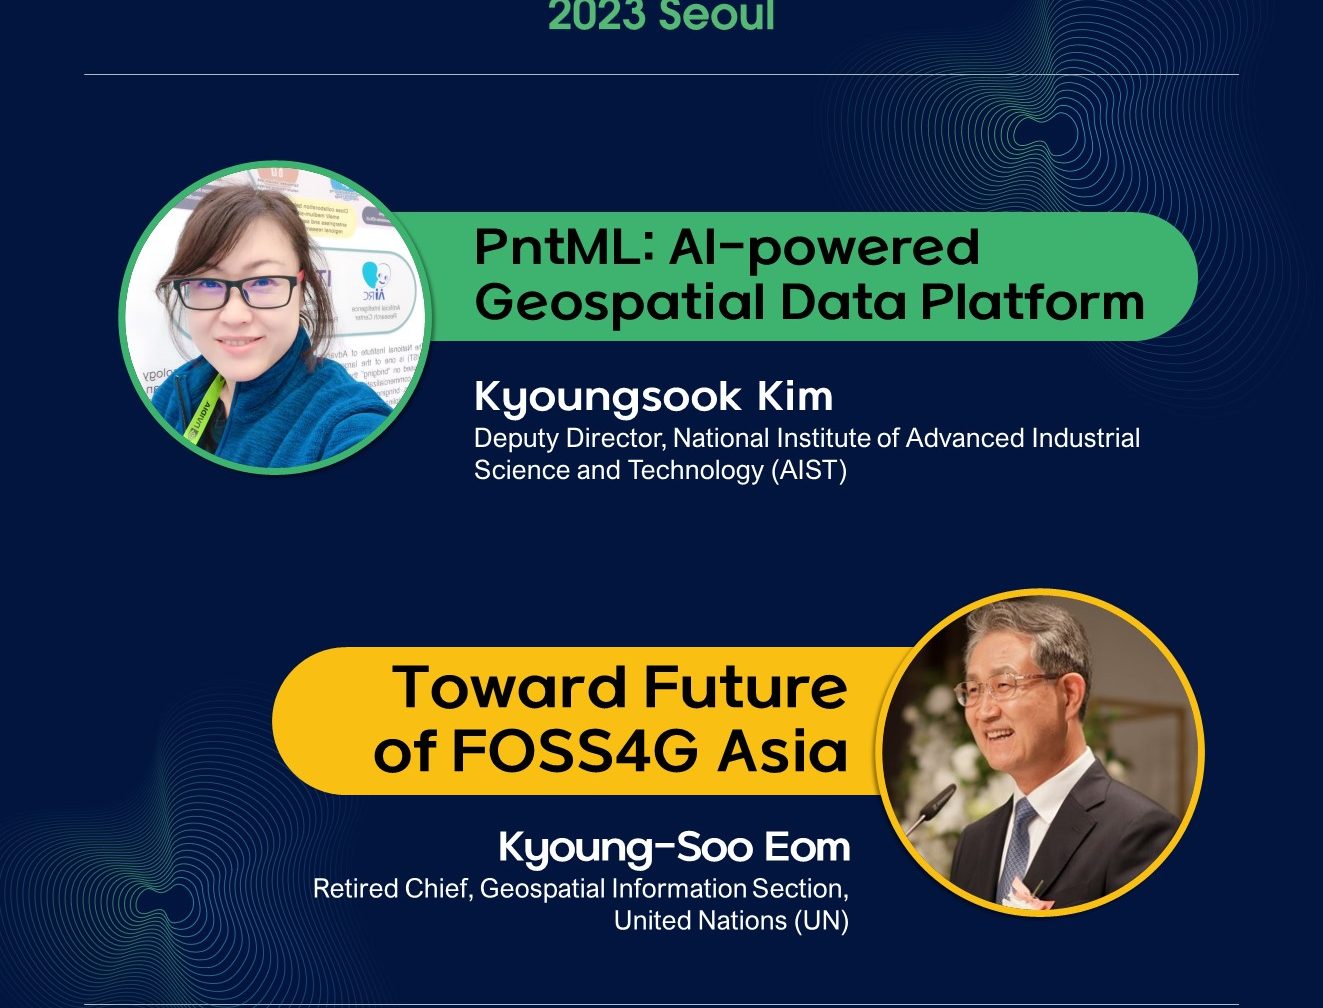 2023 Seoul
PntML: AI-powered
Geospatial Data Platform
Kyoungsook Kim
Deputy Director, National Institute of Advanced Industrial
Science and Technology (AIST)
Toward Future
of FOSS4G Asia
Kyoung-Soo Eom
Retired Chief, Geospatial Information Section,
United Nations (UN)